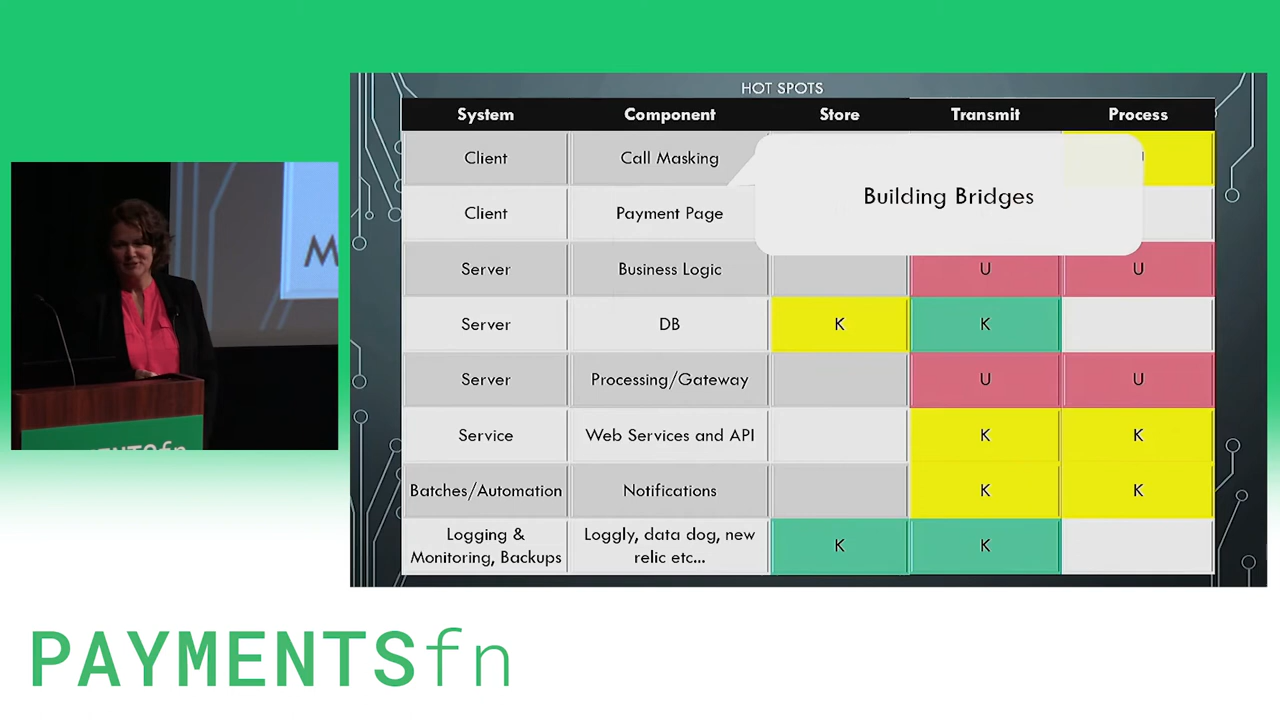 HOT SPOTS
System Component Store Transmit Process
Client Call Masking
Building Bridges
Client Payment Page
Server Business Logic U U
Server DB K K
Server Processing/Gateway U U
Service Web Services and API K K
Batches/Automation Notifications K K
Logging & Monitoring, Backups Loggly, data dog, new relic etc... K K
PAYMENTSfn